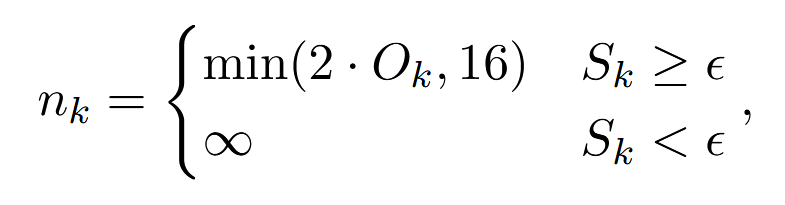 n_k = { min(2 · O_k, 16)  S_k ≥ ϵ
∞  S_k < ϵ ,